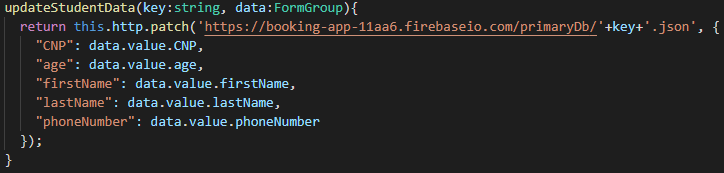 updateStudentData(key:string, data:FormGroup){
return this.http.patch('https://booking-app-11aa6.firebaseio.com/primaryDb/'+key+'.json', {
"CNP": data.value.CNP,
"age": data.value.age,
"firstName": data.value.firstName,
"lastName": data.value.lastName,
"phoneNumber": data.value.phoneNumber
});
}